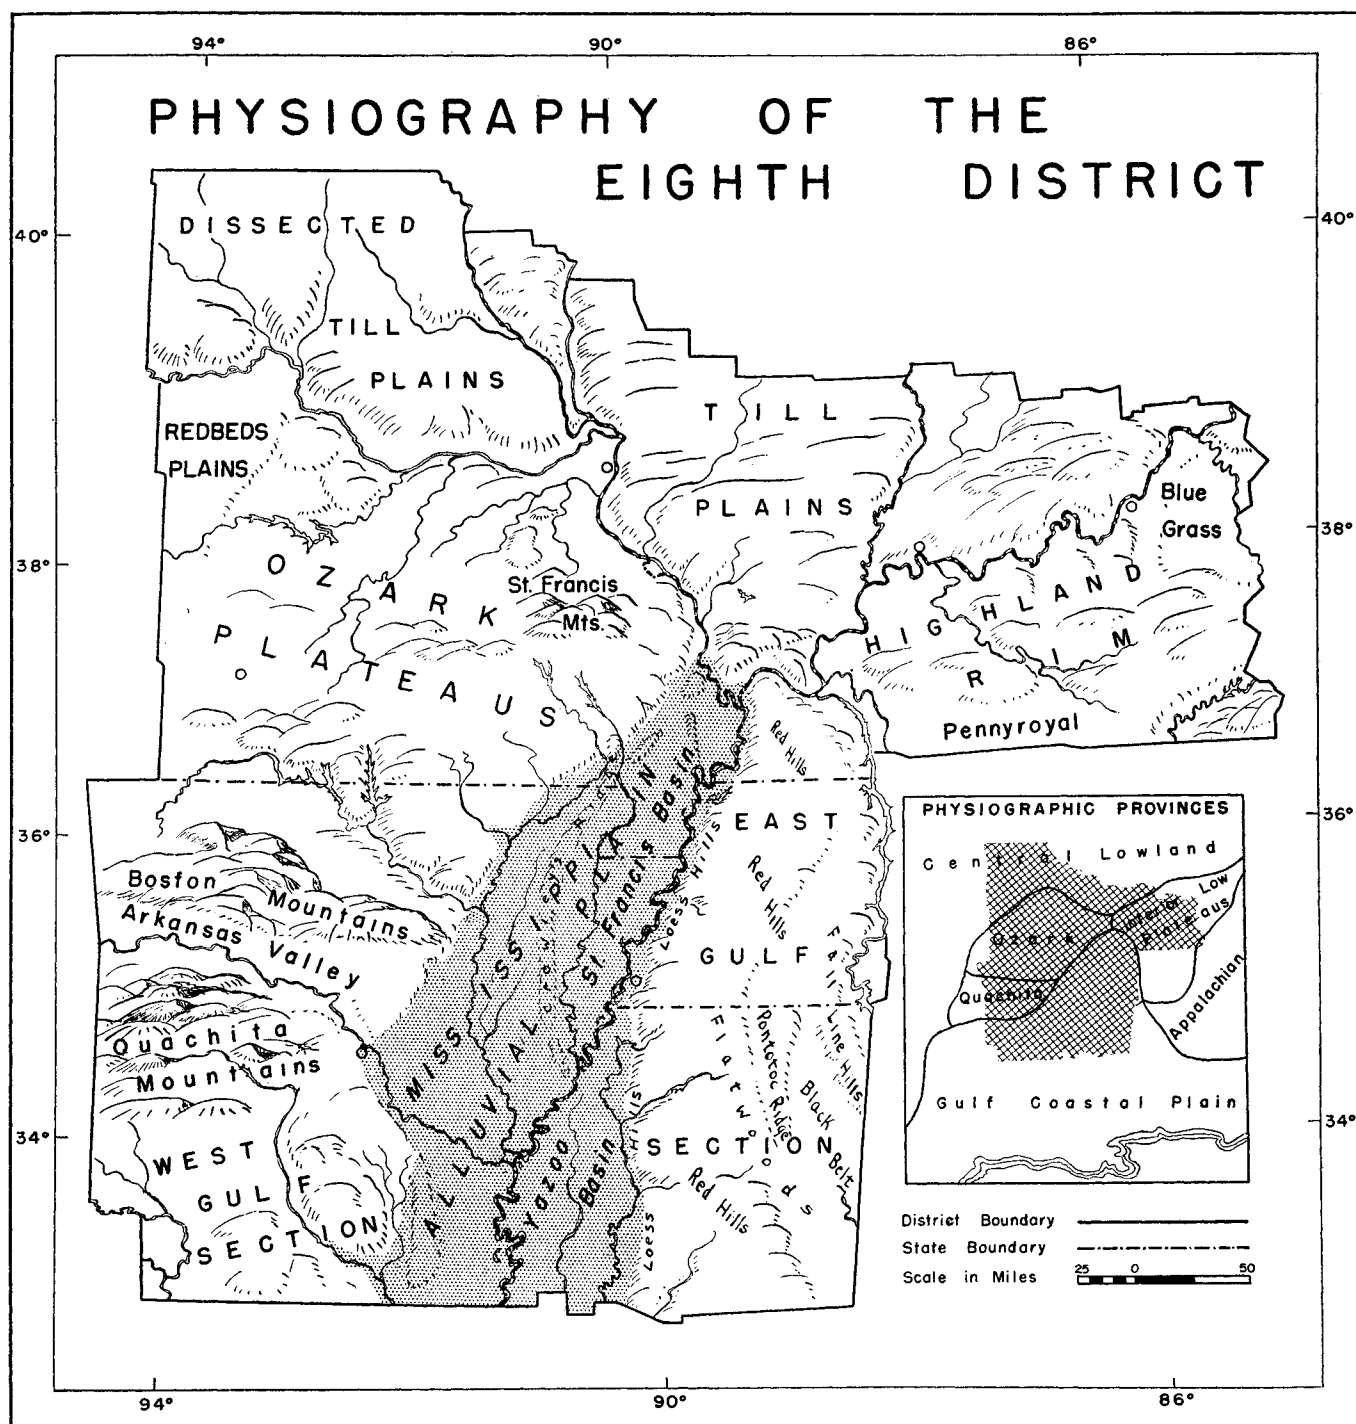 94°
90°
86°
PHYSIOGRAPHY OF THE
EIGHTH DISTRICT
40°
40°
DISSECTED
TILL
PLAINS
TILL
PLAINS
REDBEDS
PLAINS
Blue
Grass
38°
38°
OZARK
PLATEAUS
St. Francis
Mts.
HIGHLAND
RIM
Pennyroyal
Red
Hills
36°
36°
MISSISSIPPI
ALLUVIAL PLAIN
St. Francis Basin
Crowleys
Loess Hills
EAST
GULF
SECTION
Red
Hills
Fall Line Hills
Boston
Mountains
Arkansas Valley
Quachita
Mountains
Flatwoods
Pontotoc Ridge
Black
Belt
34°
34°
WEST
GULF
SECTION
Yazoo
Basin
Loess Hills
Red Hills
PHYSIOGRAPHIC PROVINCES
Central Lowland
Interior Low
Plateaus
Ozark
Quachita
Appalachian
Gulf Coastal Plain
District Boundary
State Boundary
Scale in Miles
25 0 50
94°
90°
86°